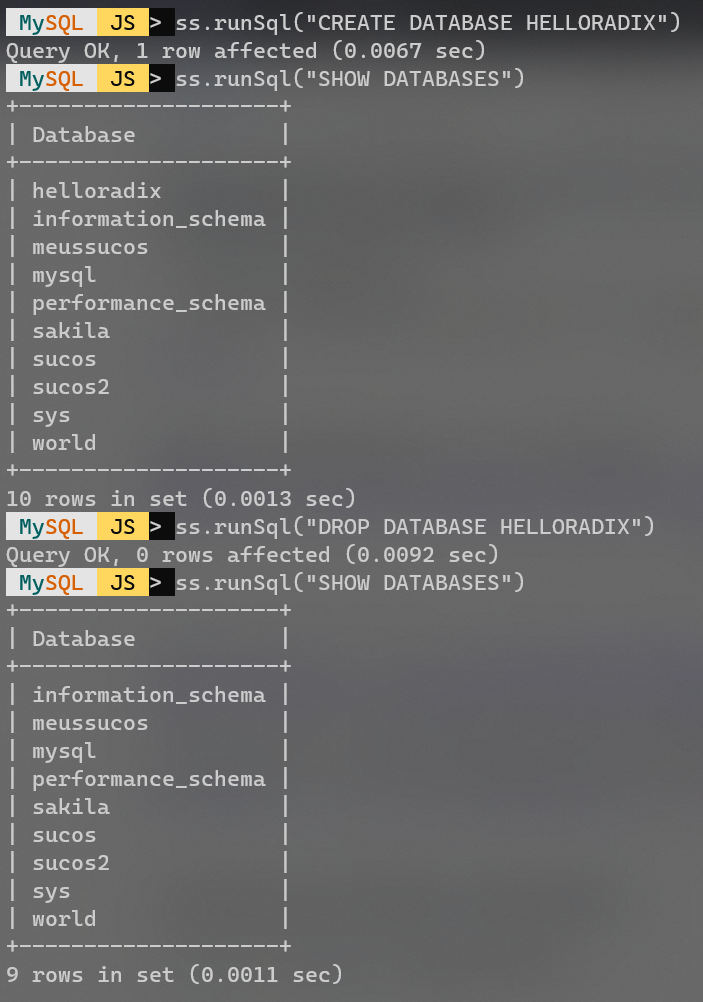 MySQL JS > ss.runSql("CREATE DATABASE HELLORADIX")
Query OK, 1 row affected (0.0067 sec)
MySQL JS > ss.runSql("SHOW DATABASES")
+--------------------+
| Database           |
+--------------------+
| helloradix         |
| information_schema |
| meussucos          |
| mysql              |
| performance_schema |
| sakila             |
| sucos              |
| sucos2             |
| sys                |
| world              |
+--------------------+
10 rows in set (0.0013 sec)
MySQL JS > ss.runSql("DROP DATABASE HELLORADIX")
Query OK, 0 rows affected (0.0092 sec)
MySQL JS > ss.runSql("SHOW DATABASES")
+--------------------+
| Database           |
+--------------------+
| information_schema |
| meussucos          |
| mysql              |
| performance_schema |
| sakila             |
| sucos              |
| sucos2             |
| sys                |
| world              |
+--------------------+
9 rows in set (0.0011 sec)